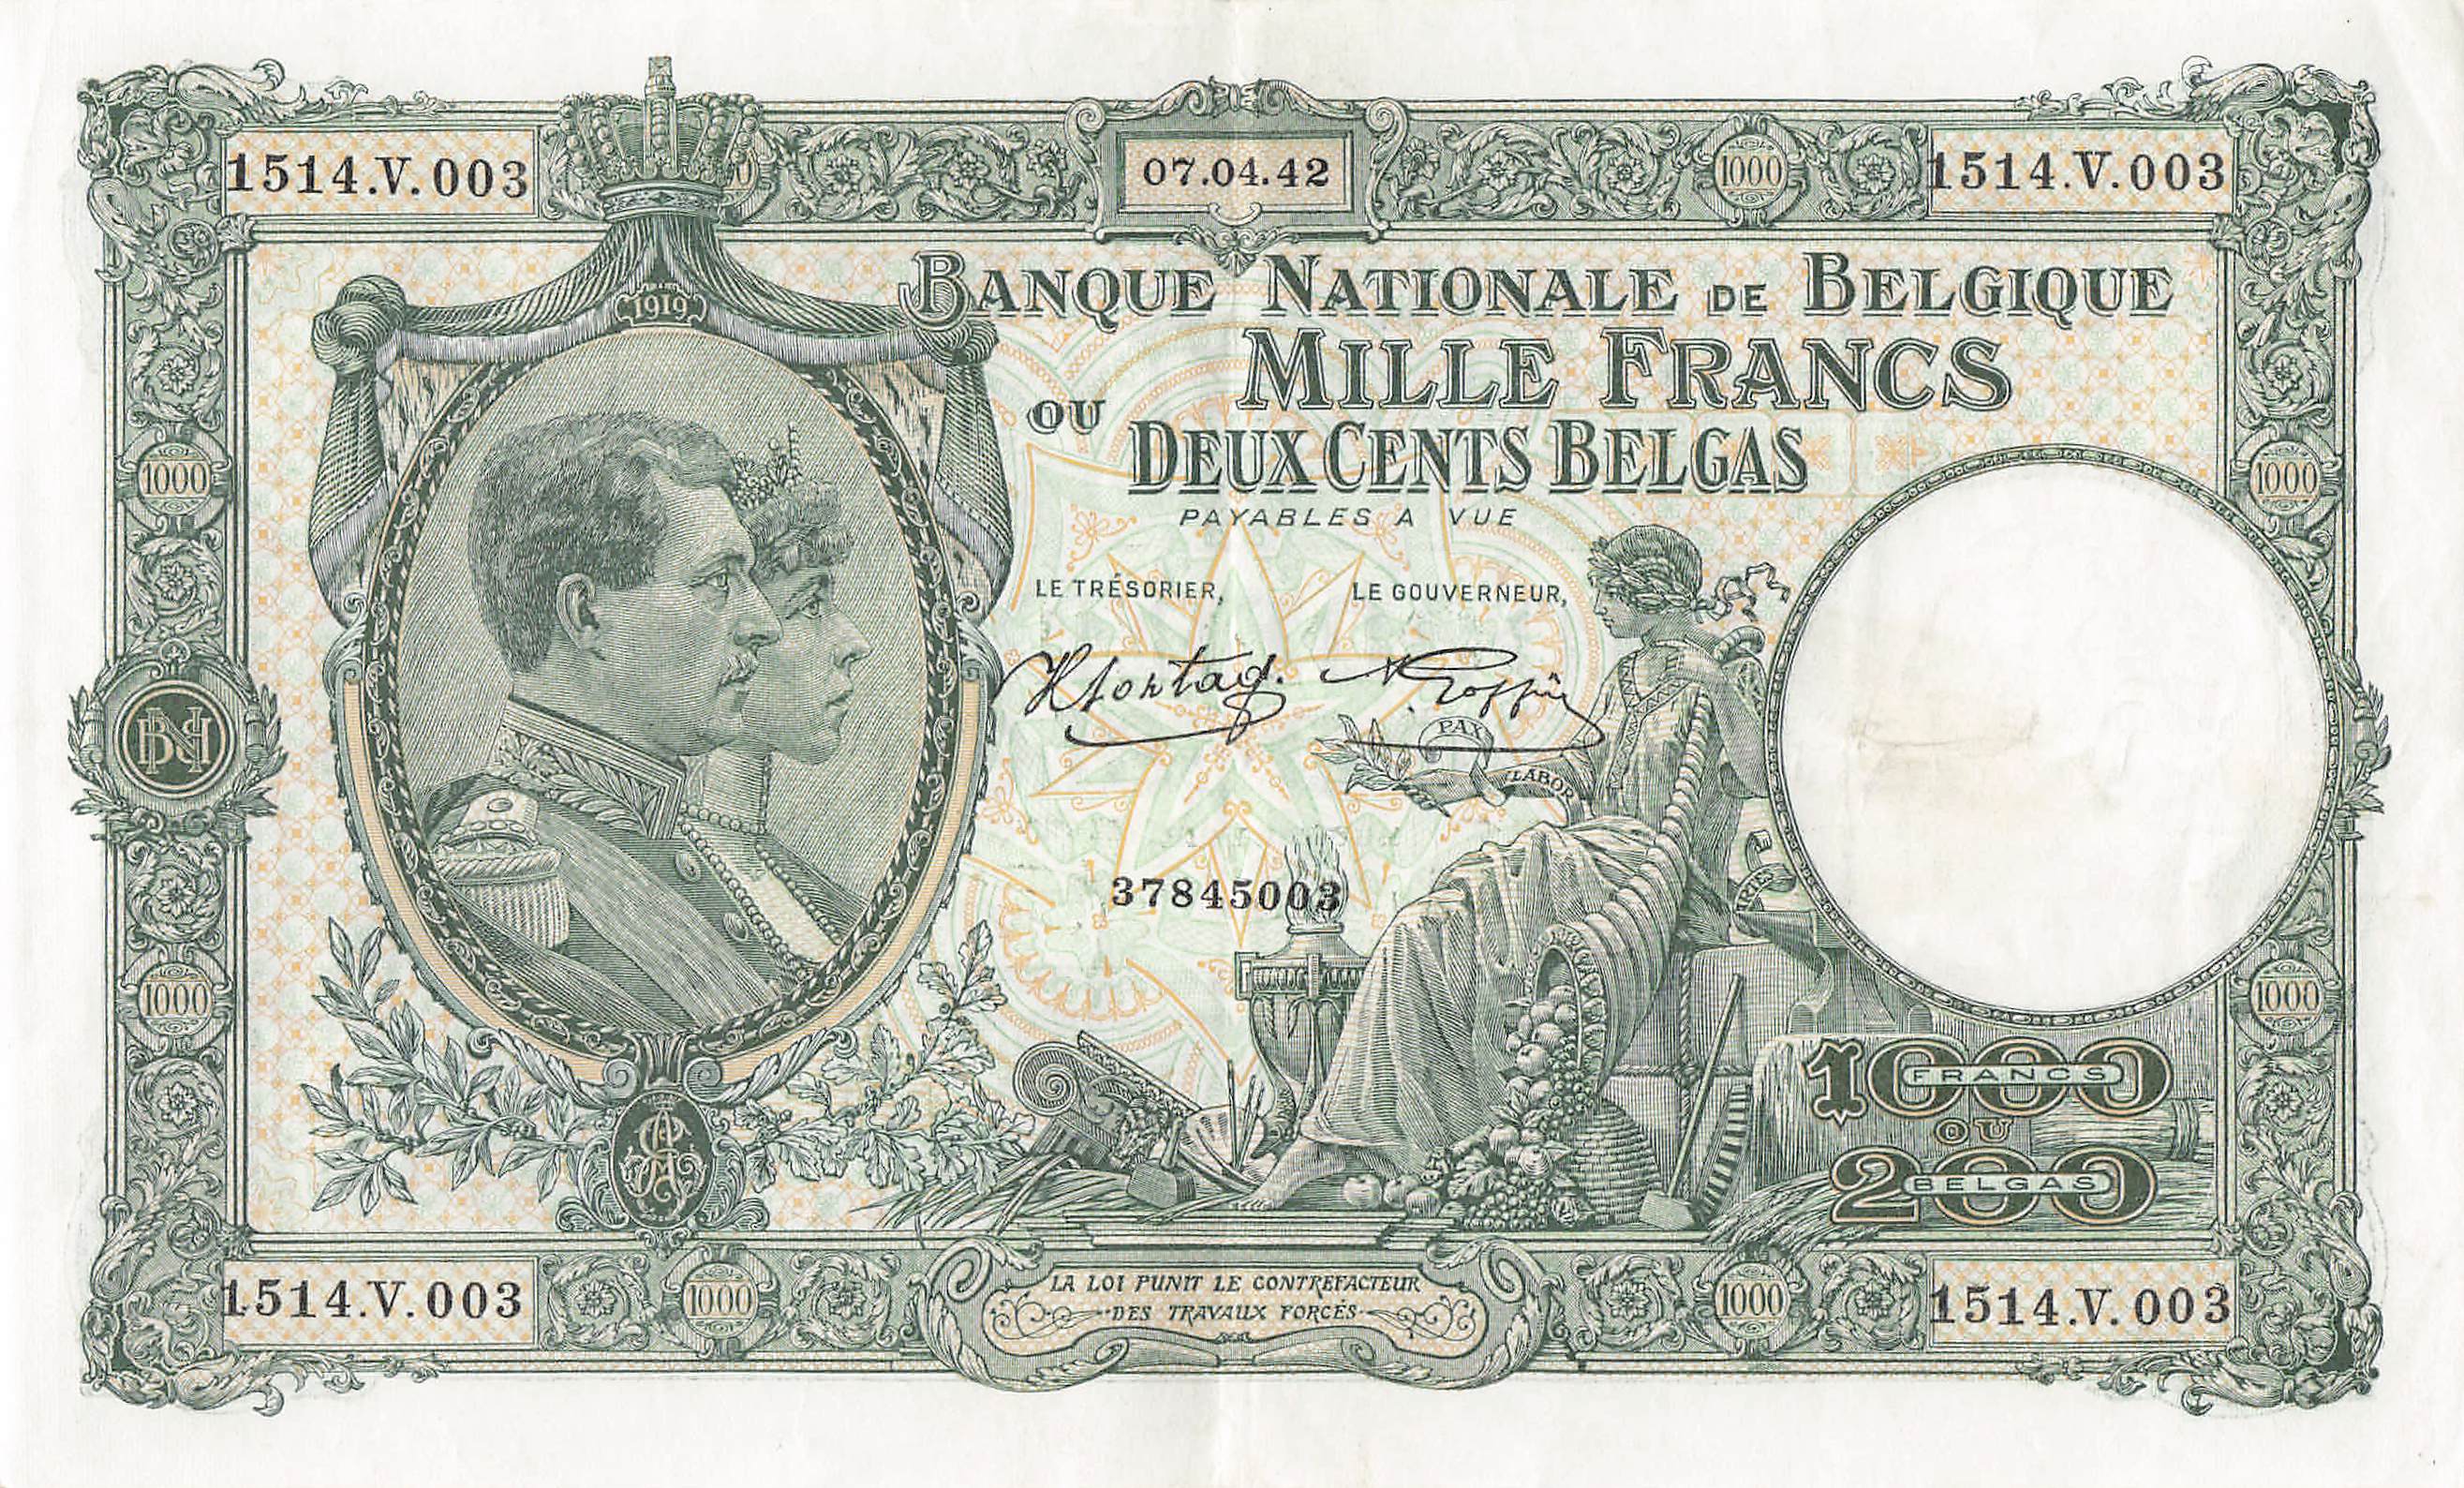 1514.V.003
07.04.42
1000
1514.V.003
1919
BANQUE NATIONALE DE BELGIQUE
MILLE FRANCS
OU
DEUX CENTS BELGAS
PAYABLES A VUE
1000
1000
LE TRÉSORIER,
LE GOUVERNEUR,
BN
PAX
LABOR
37845003
1000
1000
1000
FRANCS
OU
200
BELGAS
1514.V.003
1000
LA LOI PUNIT LE CONTREFACTEUR
DES TRAVAUX FORCÉS
1000
1514.V.003